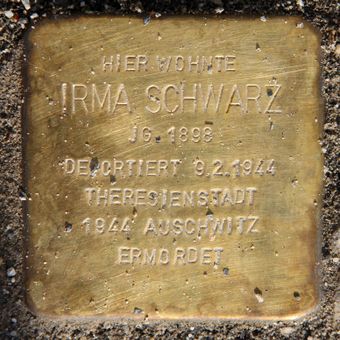 HIER WOHNTE
IRMA SCHWARZ
JG. 1898
DEPORTIERT 9.2.1944
THERESIENSTADT
1944 AUSCHWITZ
ERMORDET